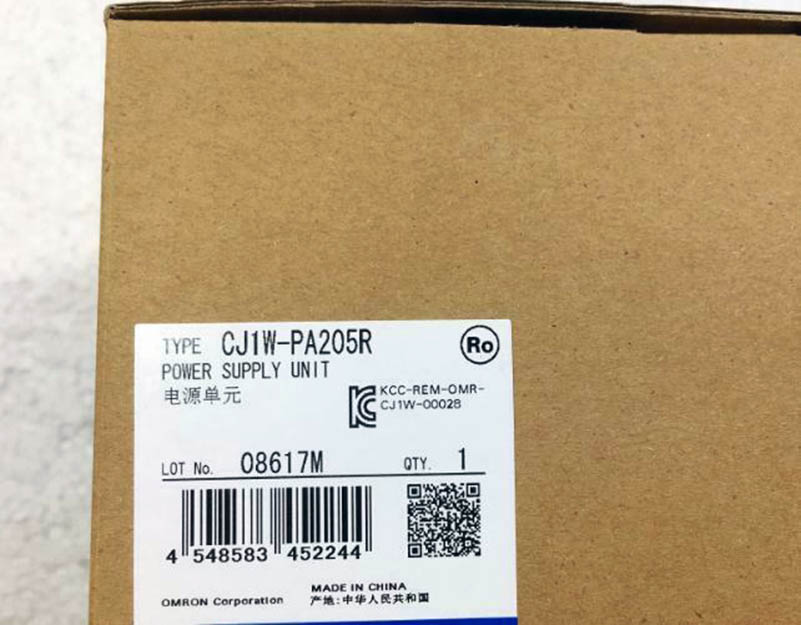 TYPE CJ1W-PA205R
Ro
POWER SUPPLY UNIT
电源单元
KCC-REM-OMR-
CJ1W-00028
LOT No. 08617M QTY. 1
4 548583 452244
MADE IN CHINA
OMRON Corporation 产地:中华人民共和国